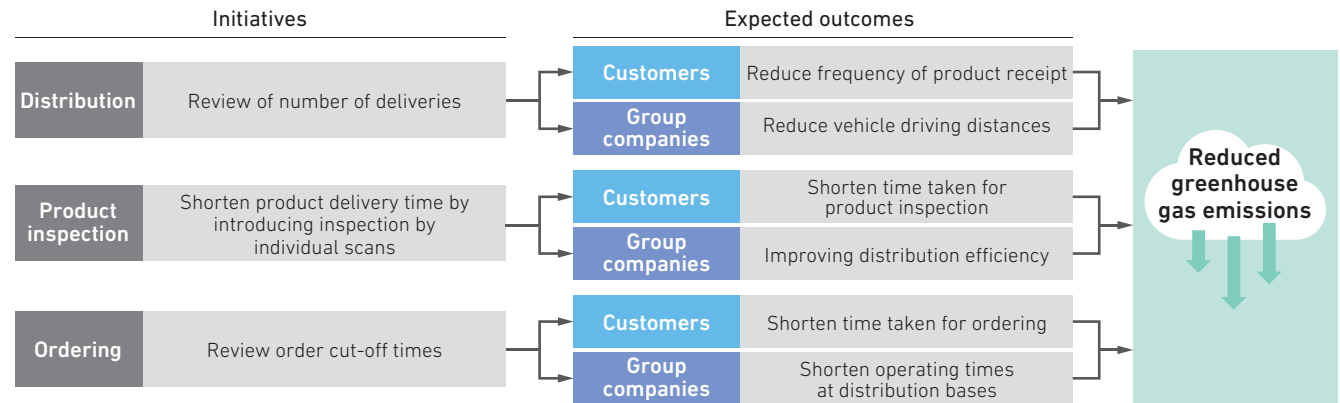 Initiatives
Expected outcomes
Distribution
Review of number of deliveries
Customers
Reduce frequency of product receipt
Group
companies
Reduce vehicle driving distances
Product
inspection
Shorten product delivery time by
introducing inspection by
individual scans
Customers
Shorten time taken for
product inspection
Group
companies
Improving distribution efficiency
Ordering
Review order cut-off times
Customers
Shorten time taken for ordering
Group
companies
Shorten operating times
at distribution bases
Reduced
greenhouse
gas emissions